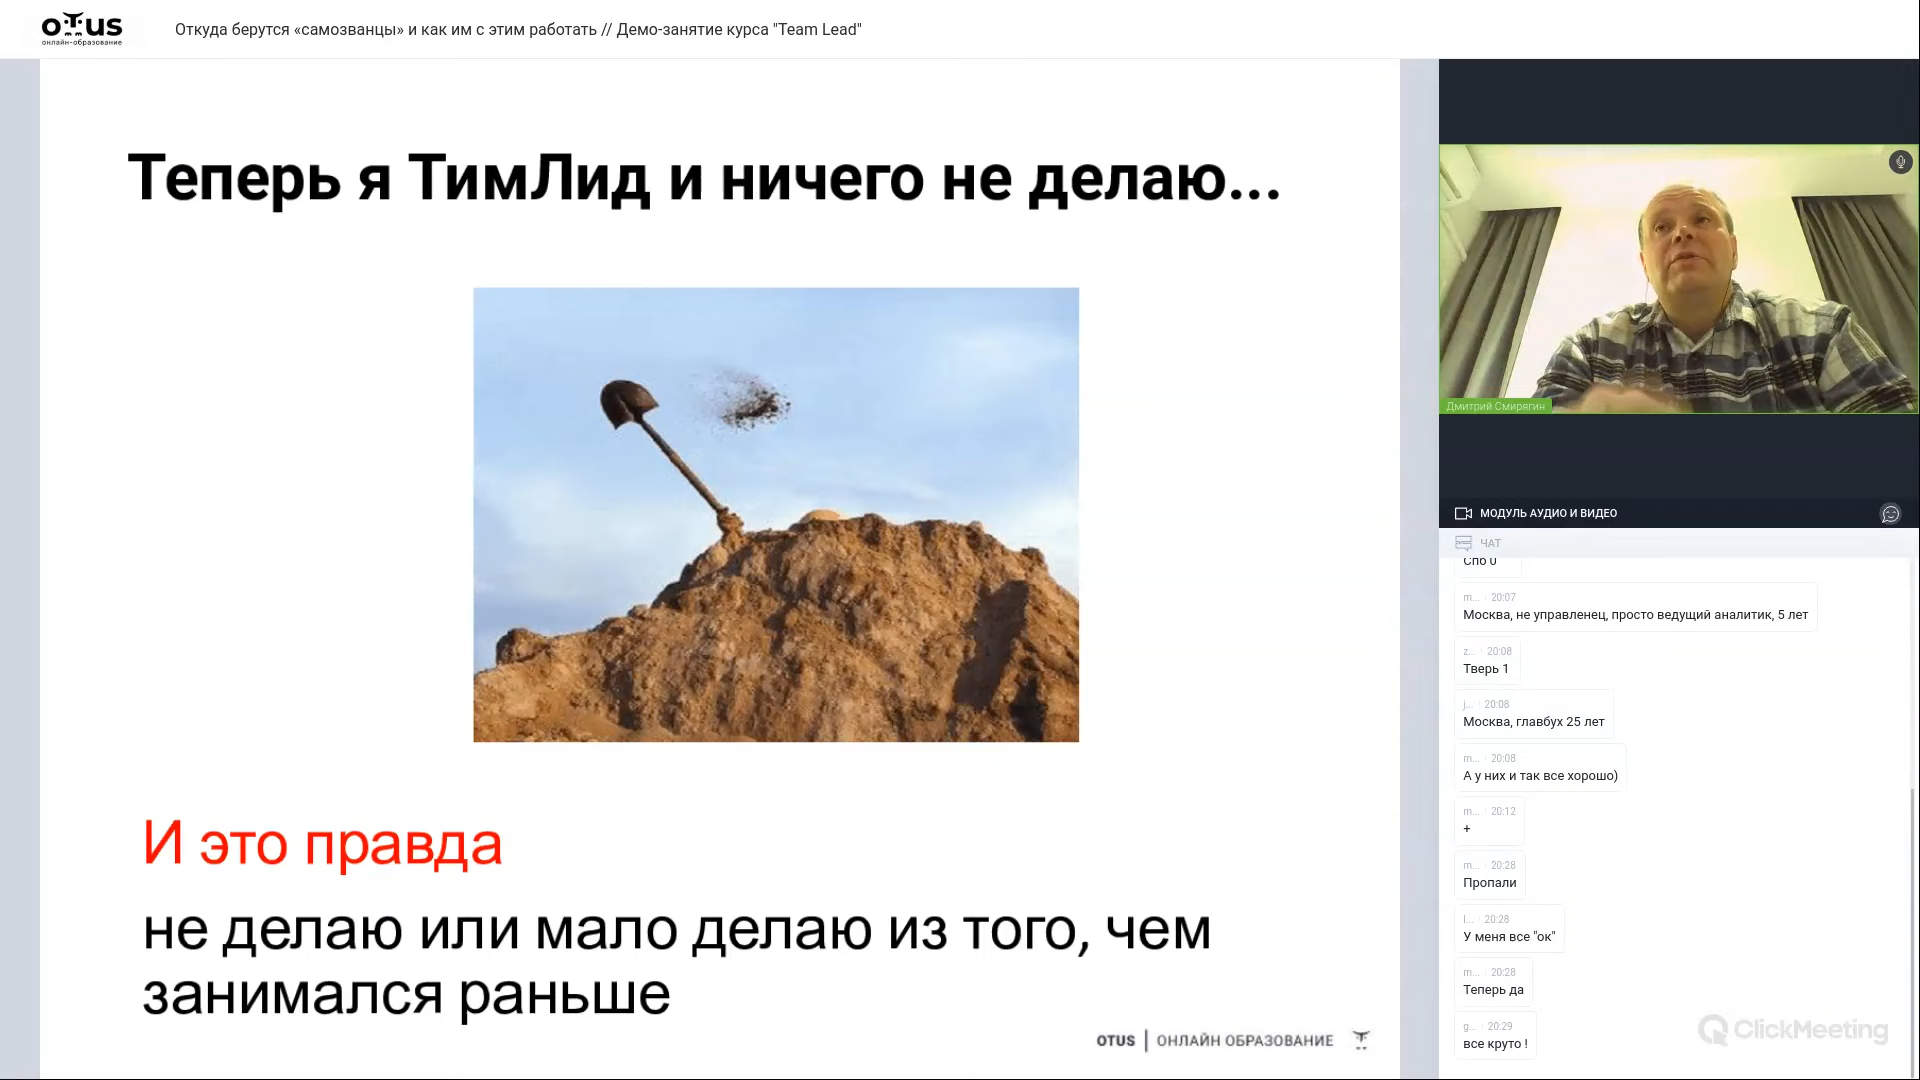 OTUS
онлайн-образование
Откуда берутся «самозванцы» и как им с этим работать // Демо-занятие курса "Team Lead"
Теперь я ТимЛид и ничего не делаю...
И это правда
не делаю или мало делаю из того, чем
занимался раньше
OTUS | ОНЛАЙН ОБРАЗОВАНИЕ
Дмитрий Смирягин
МОДУЛЬ АУДИО И ВИДЕО
ЧАТ
Спб 0
m... 20:07
Москва, не управленец, просто ведущий аналитик, 5 лет
z... 20:08
Тверь 1
j... 20:08
Москва, главбух 25 лет
m... 20:08
А у них и так все хорошо)
m... 20:12
+
m... 20:28
Пропали
l... 20:28
У меня все "ок"
m... 20:28
Теперь да
g... 20:29
все круто !
ClickMeeting